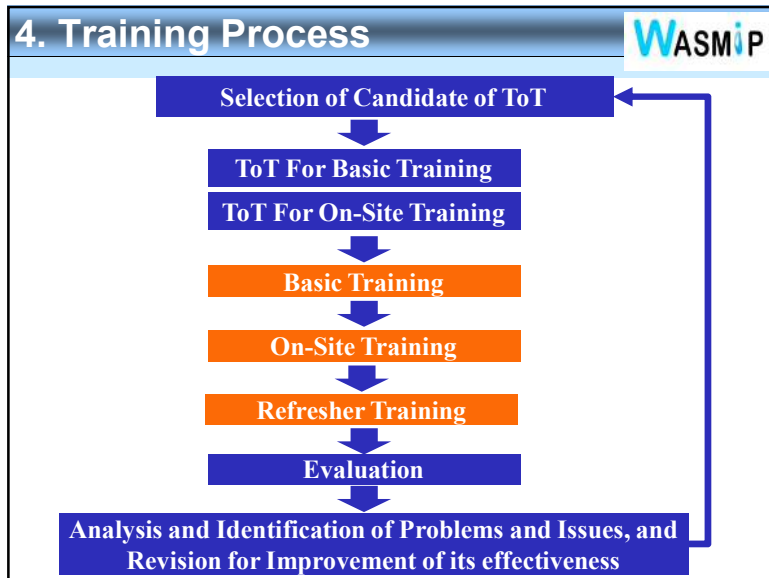 4. Training Process
WASMiP
Selection of Candidate of ToT
ToT For Basic Training
ToT For On-Site Training
Basic Training
On-Site Training
Refresher Training
Evaluation
Analysis and Identification of Problems and Issues, and
Revision for Improvement of its effectiveness